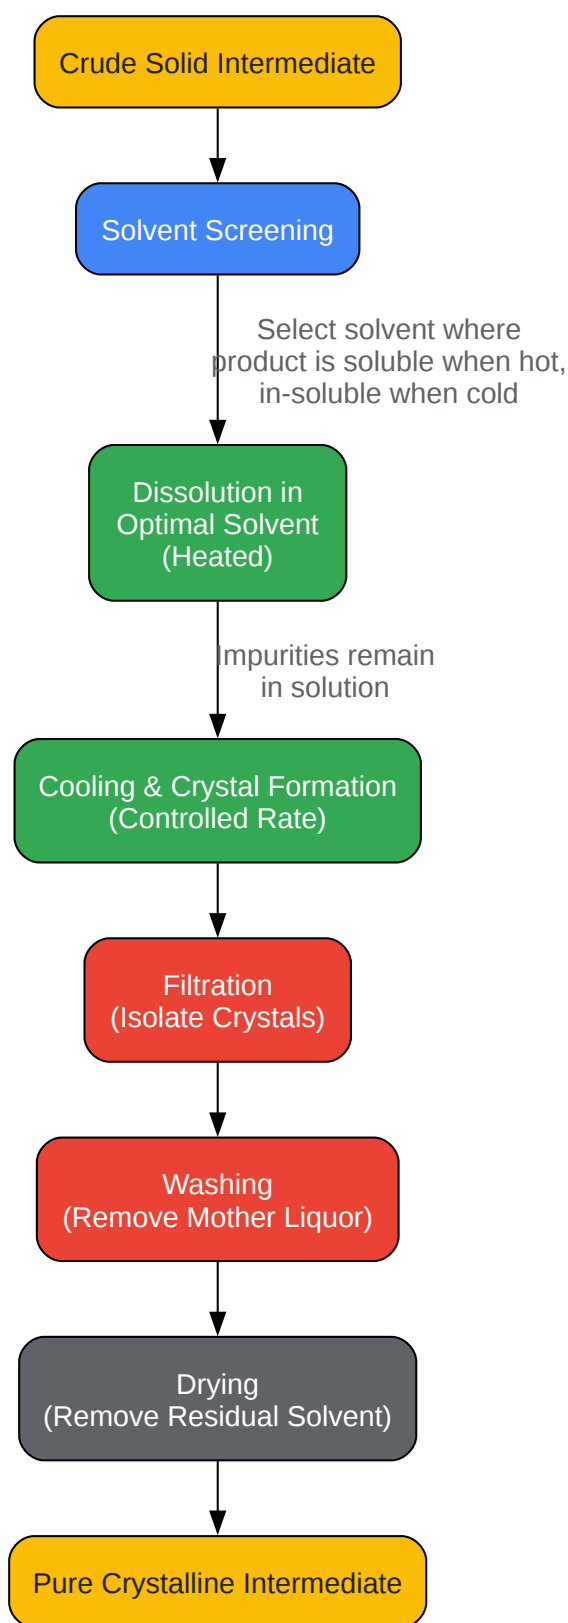 Crude Solid Intermediate
Solvent Screening
Select solvent where
product is soluble when hot,
in-soluble when cold
Dissolution in
Optimal Solvent
(Heated)
Impurities remain
in solution
Cooling & Crystal Formation
(Controlled Rate)
Filtration
(Isolate Crystals)
Washing
(Remove Mother Liquor)
Drying
(Remove Residual Solvent)
Pure Crystalline Intermediate